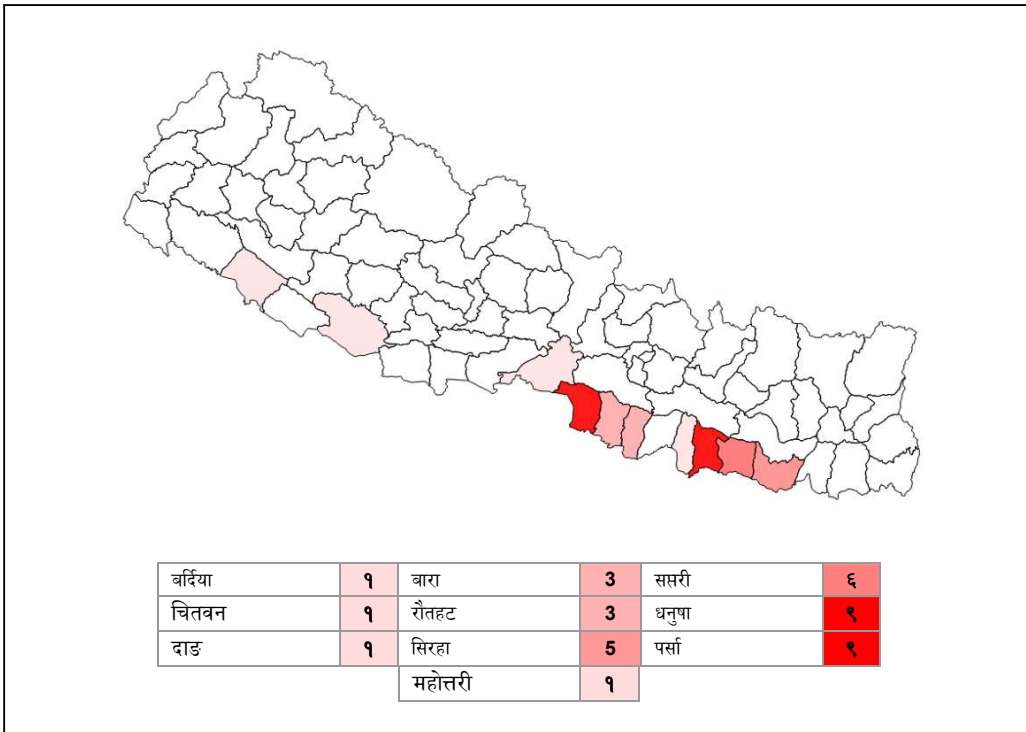 बर्दिया १ बारा 3 सप्तरी ६
चितवन १ रौतहट 3 धनुषा ९
दाङ १ सिरहा 5 पर्सा ९
महोत्तरी १